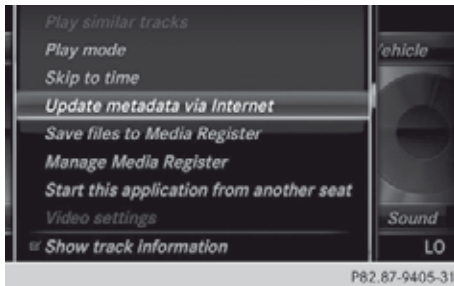 Play similar tracks
Play mode
Skip to time
Update metadata via Internet
Save files to Media Register
Manage Media Register
Start this application from another seat
Video settings
Show track information
ehicle
Sound
LO
P82.87-9405-31